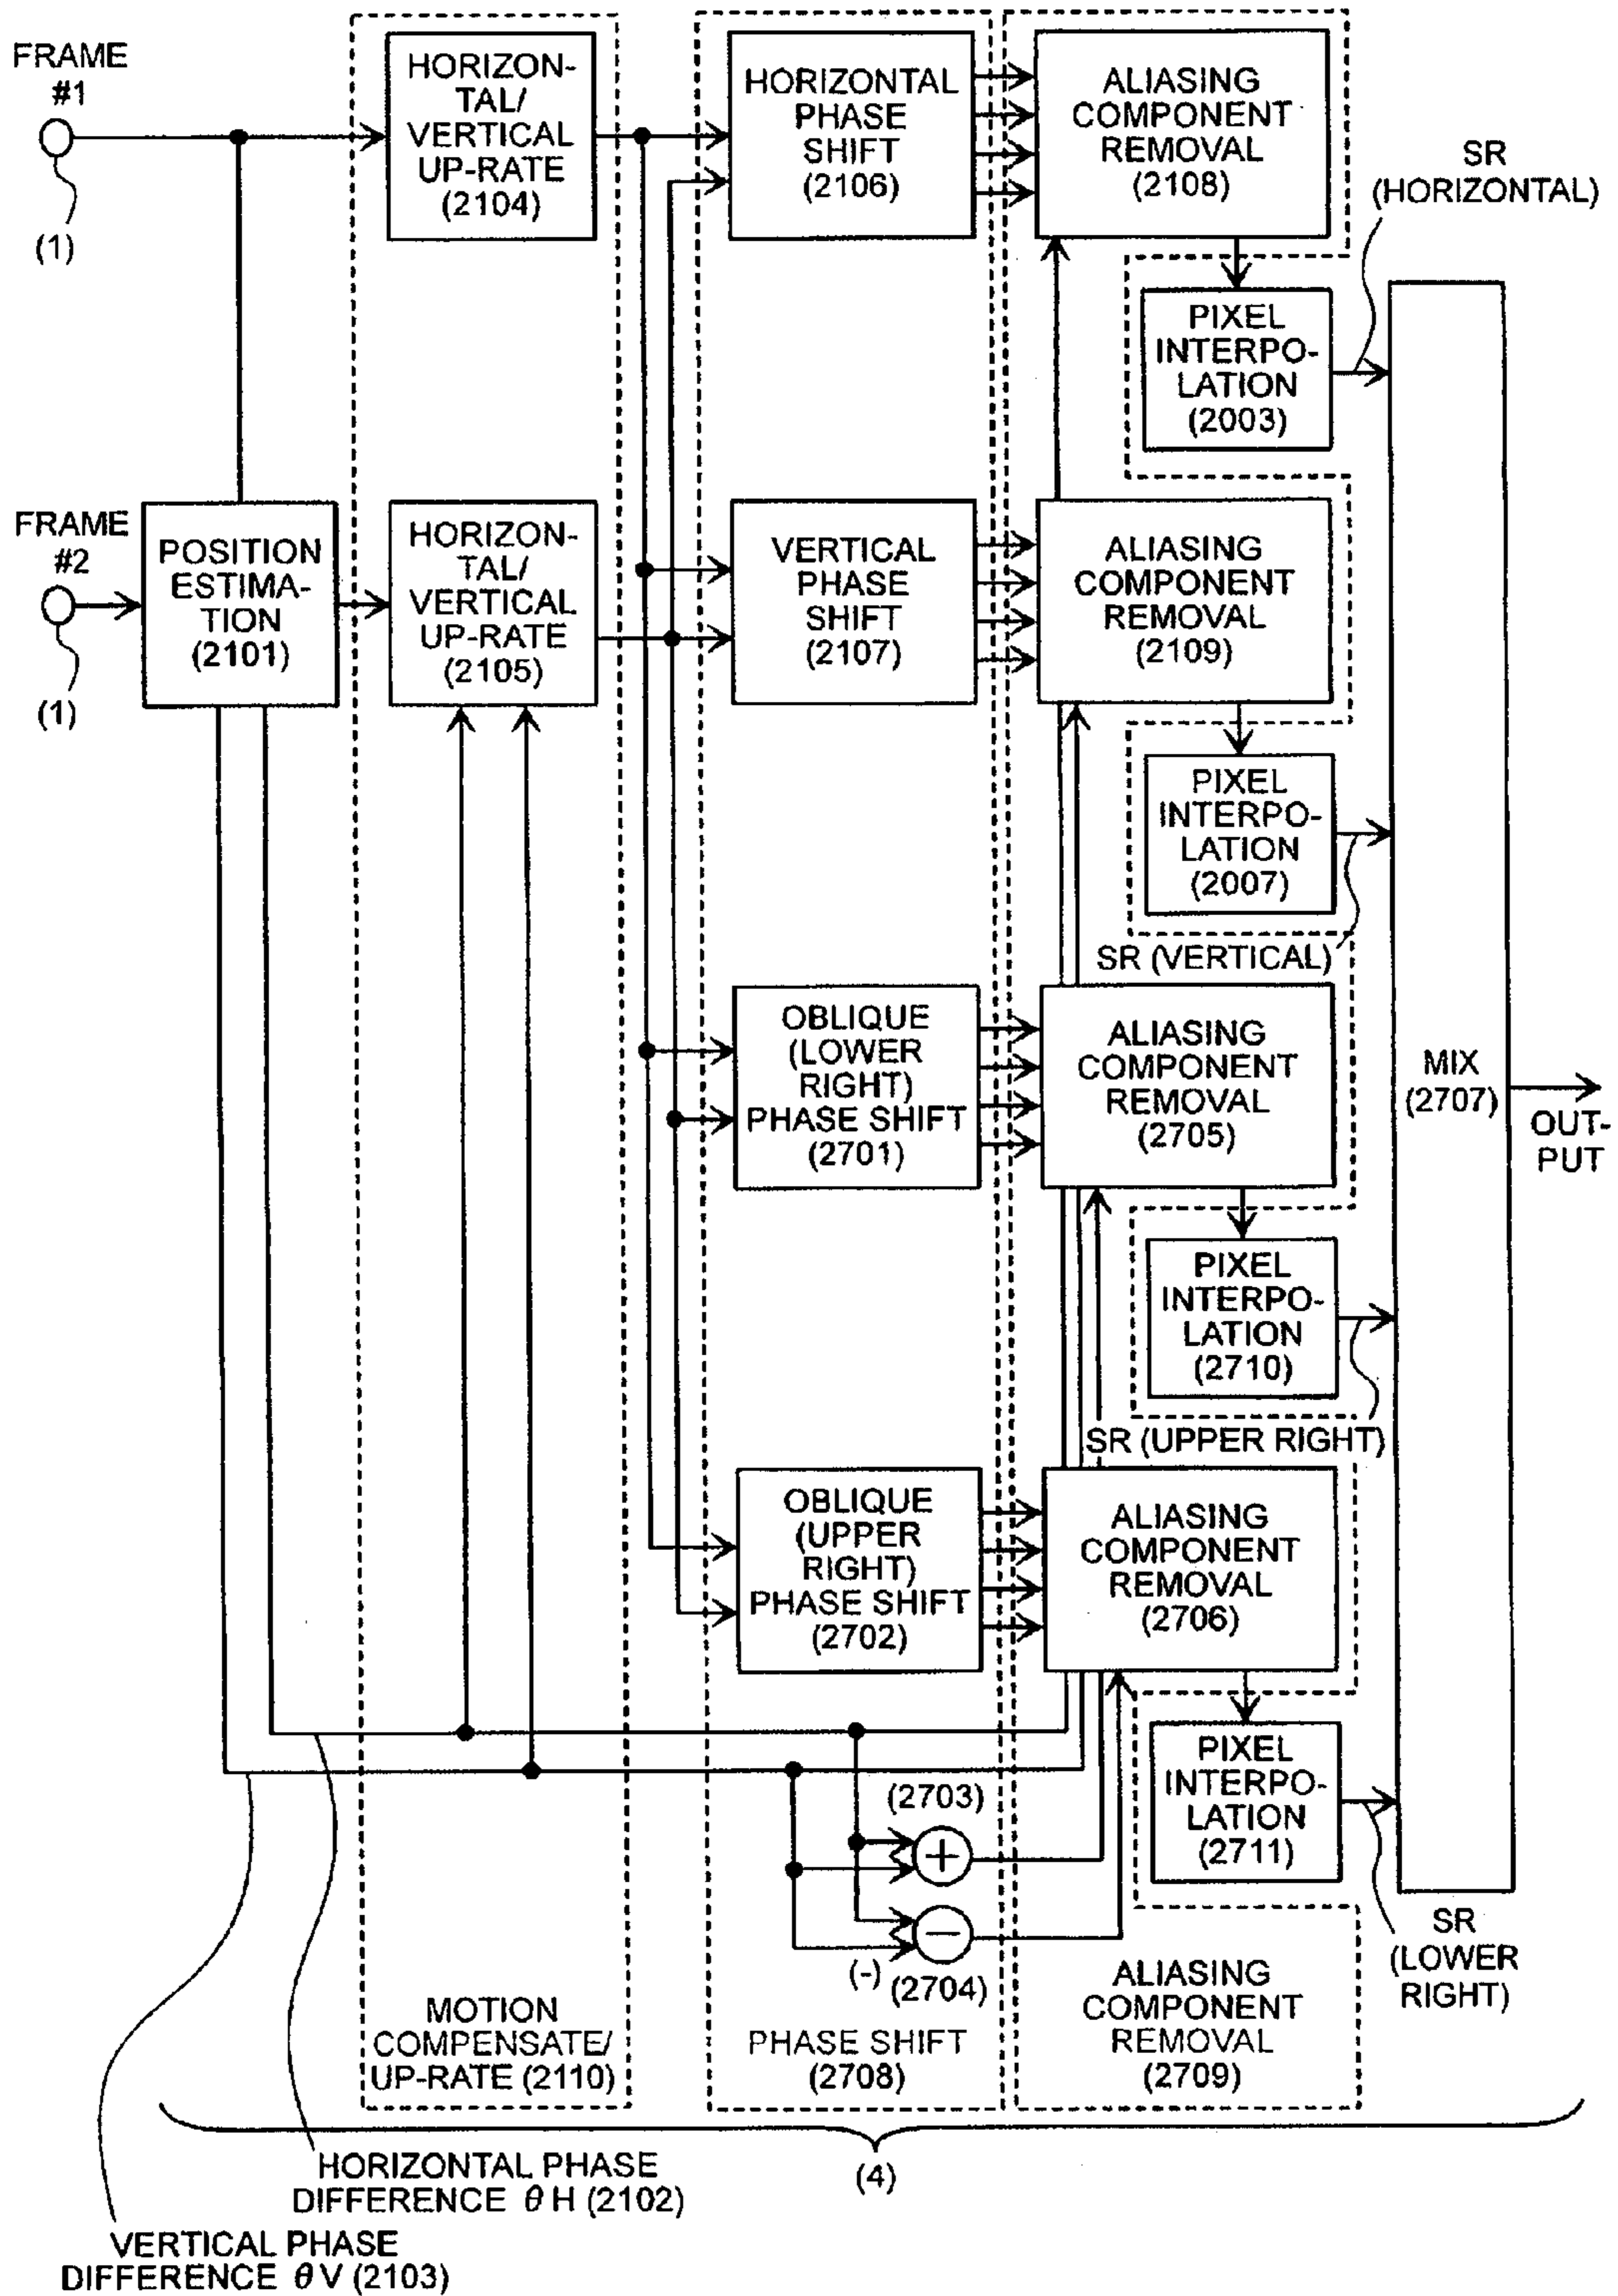 FRAME
#1
(1)
HORIZON-
TAL/
VERTICAL
UP-RATE
(2104)
HORIZONTAL
PHASE
SHIFT
(2106)
ALIASING
COMPONENT
REMOVAL
(2108)
SR
(HORIZONTAL)
PIXEL
INTERPO-
LATION
(2003)
FRAME
#2
(1)
POSITION
ESTIMA-
TION
(2101)
HORIZON-
TAL/
VERTICAL
UP-RATE
(2105)
VERTICAL
PHASE
SHIFT
(2107)
ALIASING
COMPONENT
REMOVAL
(2109)
PIXEL
INTERPO-
LATION
(2007)
SR (VERTICAL)
OBLIQUE
(LOWER
RIGHT)
PHASE SHIFT
(2701)
ALIASING
COMPONENT
REMOVAL
(2705)
MIX
(2707)
OUT-
PUT
PIXEL
INTERPO-
LATION
(2710)
SR (UPPER RIGHT)
OBLIQUE
(UPPER
RIGHT)
PHASE SHIFT
(2702)
ALIASING
COMPONENT
REMOVAL
(2706)
PIXEL
INTERPO-
LATION
(2711)
(2703)
+
−
(-)
(2704)
SR
(LOWER
RIGHT)
MOTION
COMPENSATE/
UP-RATE (2110)
PHASE SHIFT
(2708)
ALIASING
COMPONENT
REMOVAL
(2709)
(4)
HORIZONTAL PHASE
DIFFERENCE θH (2102)
VERTICAL PHASE
DIFFERENCE θV (2103)